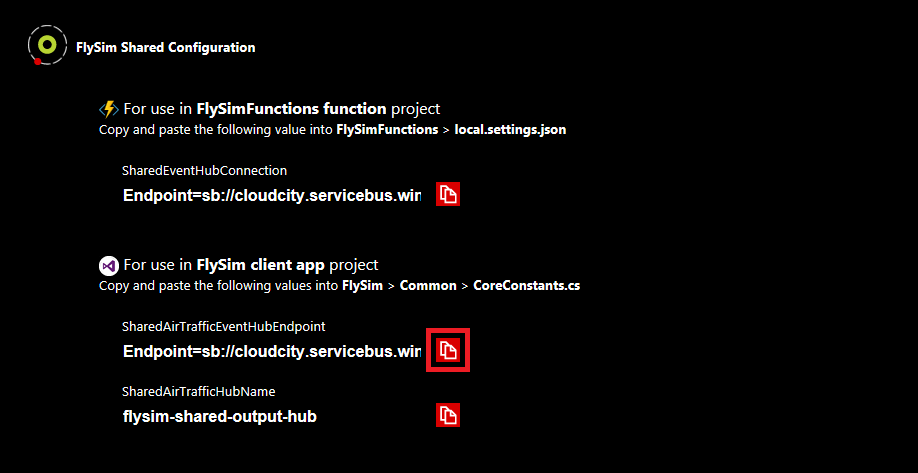 FlySim Shared Configuration
For use in FlySimFunctions function project
Copy and paste the following value into FlySimFunctions > local.settings.json
SharedEventHubConnection
Endpoint=sb://cloudcity.servicebus.win
For use in FlySim client app project
Copy and paste the following values into FlySim > Common > CoreConstants.cs
SharedAirTrafficEventHubEndpoint
Endpoint=sb://cloudcity.servicebus.win
SharedAirTrafficHubName
flysim-shared-output-hub